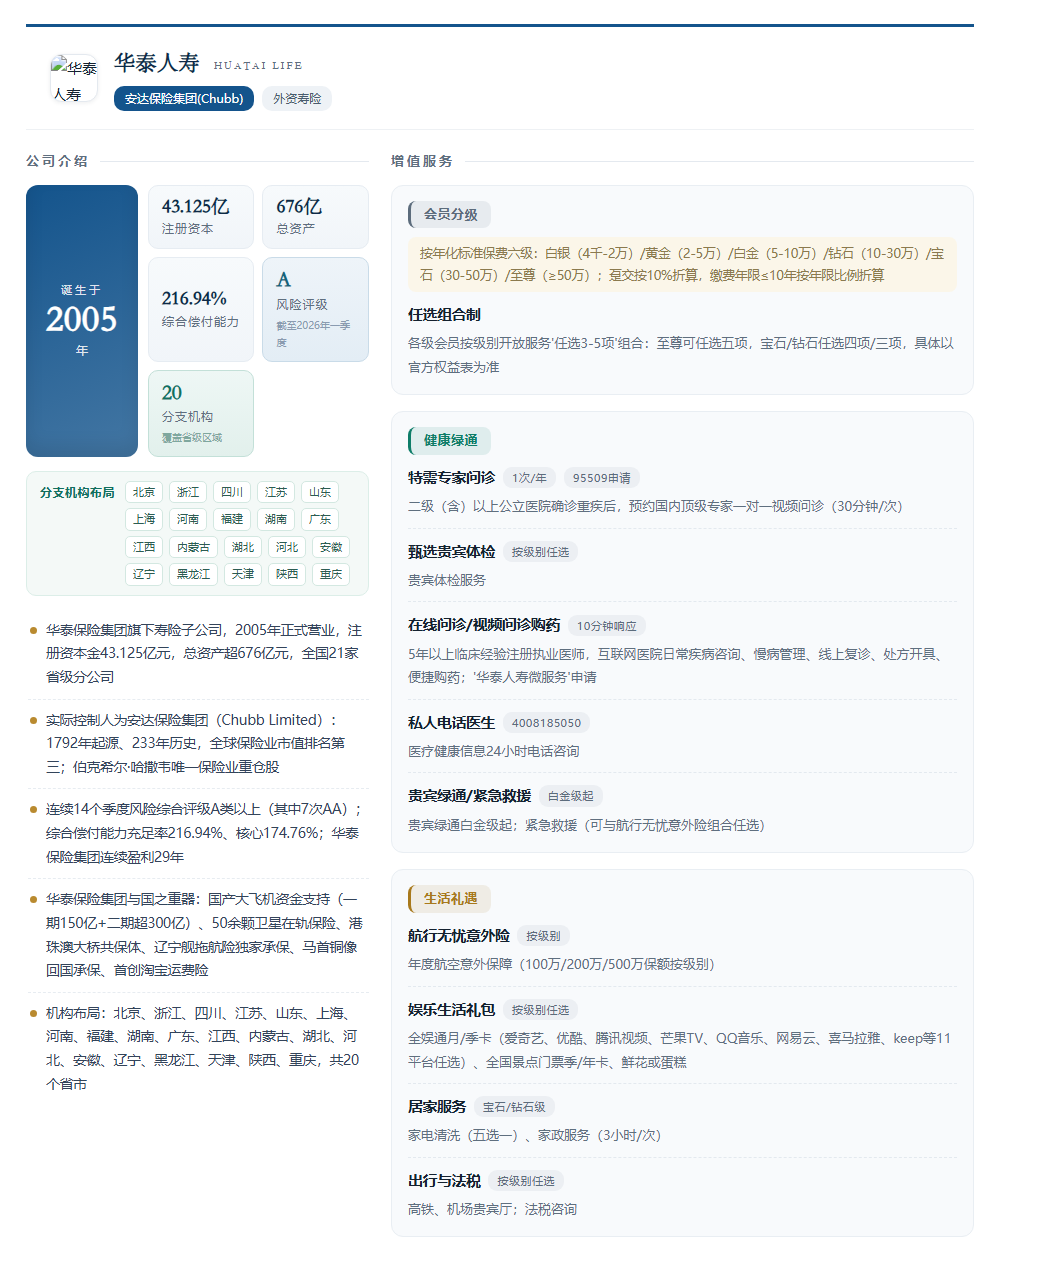 华泰人寿
华泰人寿 HUATAI LIFE
安达保险集团(Chubb) 外资寿险
公司介绍
诞生于
2005
年
43.125亿
注册资本
676亿
总资产
216.94%
综合偿付能力
A
风险评级
截至2026年一季
度
20
分支机构
覆盖省级区域
分支机构布局 北京 浙江 四川 江苏 山东
上海 河南 福建 湖南 广东
江西 内蒙古 湖北 河北 安徽
辽宁 黑龙江 天津 陕西 重庆
华泰保险集团旗下寿险子公司，2005年正式营业，注
册资本金43.125亿元，总资产超676亿元，全国21家
省级分公司
实际控制人为安达保险集团（Chubb Limited）：
1792年起源、233年历史，全球保险业市值排名第
三；伯克希尔·哈撒韦唯一保险业重仓股
连续14个季度风险综合评级A类以上（其中7次AA）；
综合偿付能力充足率216.94%、核心174.76%；华泰
保险集团连续盈利29年
华泰保险集团与国之重器：国产大飞机资金支持（一
期150亿+二期超300亿）、50余颗卫星在轨保险、港
珠澳大桥共保体、辽宁舰拖航险独家承保、马首铜像
回国承保、首创淘宝运费险
机构布局：北京、浙江、四川、江苏、山东、上海、
河南、福建、湖南、广东、江西、内蒙古、湖北、河
北、安徽、辽宁、黑龙江、天津、陕西、重庆，共20
个省市
增值服务
会员分级
按年化标准保费六级：白银（4千-2万）/黄金（2-5万）/白金（5-10万）/钻石（10-30万）/宝
石（30-50万）/至尊（≥50万）；趸交按10%折算，缴费年限≤10年按年限比例折算
任选组合制
各级会员按级别开放服务'任选3-5项'组合：至尊可任选五项，宝石/钻石任选四项/三项，具体以
官方权益表为准
健康绿通
特需专家问诊 1次/年 95509申请
二级（含）以上公立医院确诊重疾后，预约国内顶级专家一对一视频问诊（30分钟/次）
甄选贵宾体检 按级别任选
贵宾体检服务
在线问诊/视频问诊购药 10分钟响应
5年以上临床经验注册执业医师，互联网医院日常疾病咨询、慢病管理、线上复诊、处方开具、
便捷购药；'华泰人寿微服务'申请
私人电话医生 4008185050
医疗健康信息24小时电话咨询
贵宾绿通/紧急救援 白金级起
贵宾绿通白金级起；紧急救援（可与航行无忧意外险组合任选）
生活礼遇
航行无忧意外险 按级别
年度航空意外保障（100万/200万/500万保额按级别）
娱乐生活礼包 按级别任选
全娱通月/季卡（爱奇艺、优酷、腾讯视频、芒果TV、QQ音乐、网易云、喜马拉雅、keep等11
平台任选）、全国景点门票季/年卡、鲜花或蛋糕
居家服务 宝石/钻石级
家电清洗（五选一）、家政服务（3小时/次）
出行与法税 按级别任选
高铁、机场贵宾厅；法税咨询